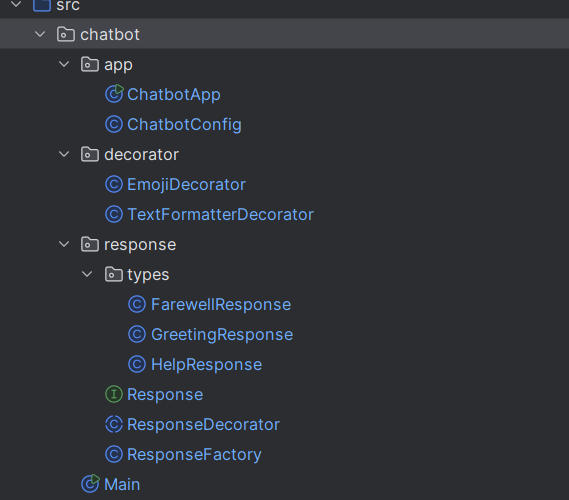 src
chatbot
app
ChatbotApp
ChatbotConfig
decorator
EmojiDecorator
TextFormatterDecorator
response
types
FarewellResponse
GreetingResponse
HelpResponse
Response
ResponseDecorator
ResponseFactory
Main